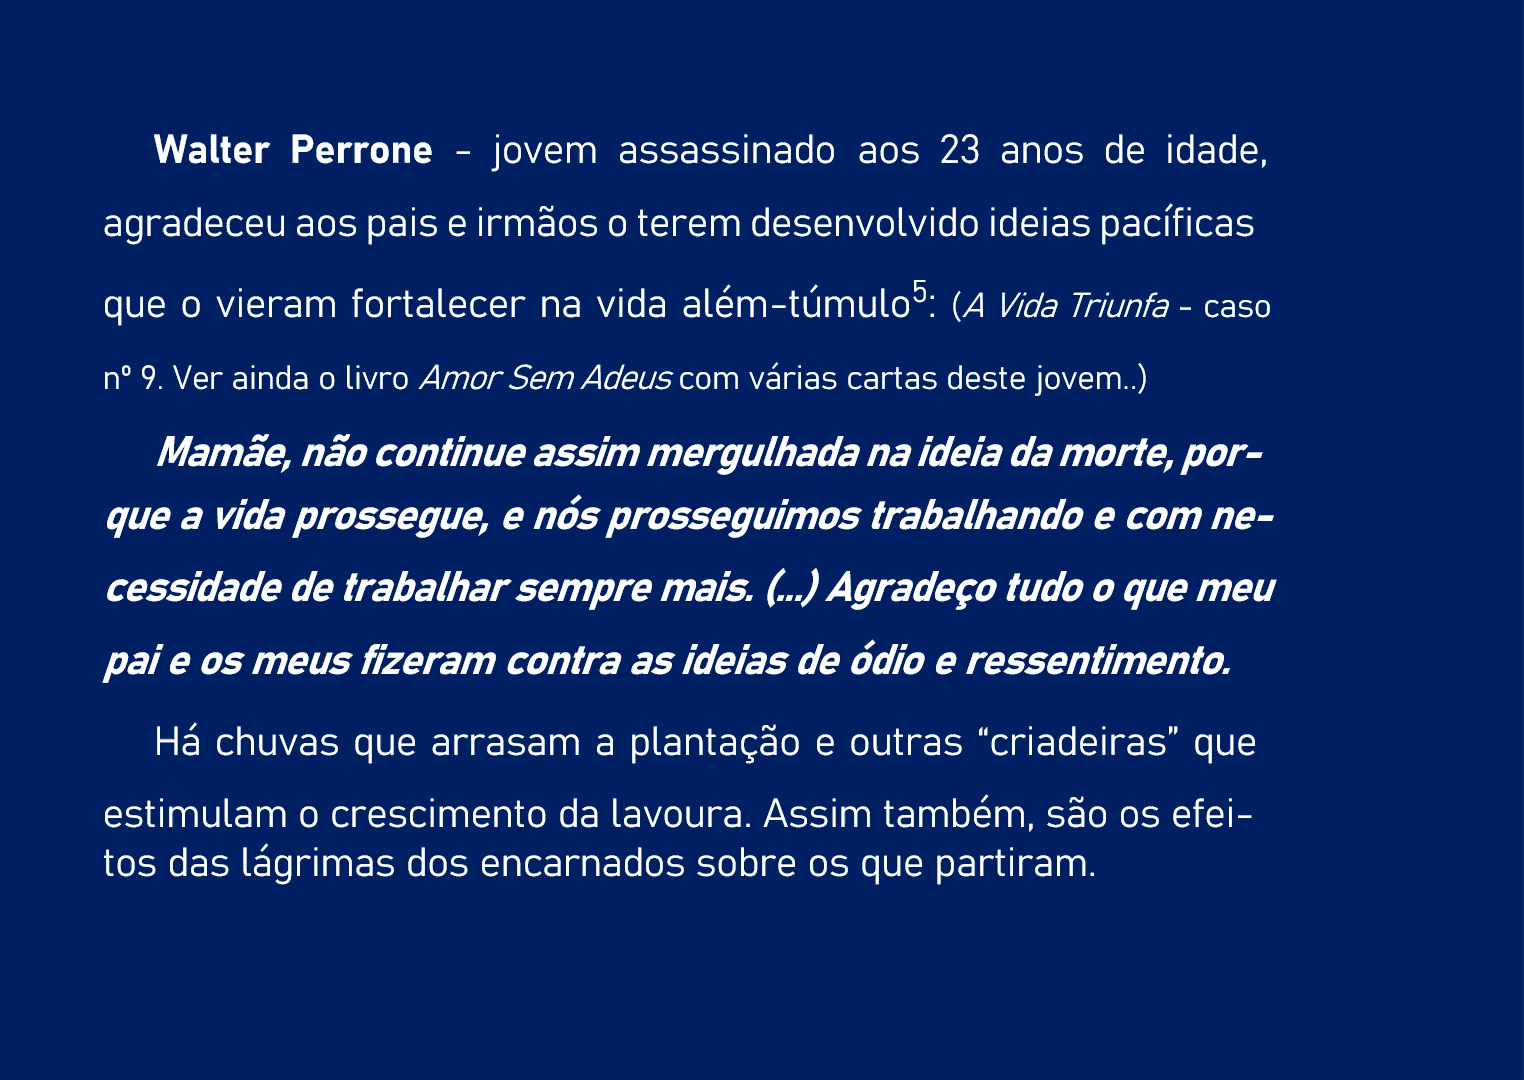 Walter Perrone - jovem assassinado aos 23 anos de idade,
agradeceu aos pais e irmãos o terem desenvolvido ideias pacíficas
que o vieram fortalecer na vida além-túmulo⁵: (A Vida Triunfa - caso
nº 9. Ver ainda o livro Amor Sem Adeus com várias cartas deste jovem..)
Mamãe, não continue assim mergulhada na ideia da morte, por-
que a vida prossegue, e nós prosseguimos trabalhando e com ne-
cessidade de trabalhar sempre mais. (...) Agradeço tudo o que meu
pai e os meus fizeram contra as ideias de ódio e ressentimento.
Há chuvas que arrasam a plantação e outras “criadeiras” que
estimulam o crescimento da lavoura. Assim também, são os efei-
tos das lágrimas dos encarnados sobre os que partiram.